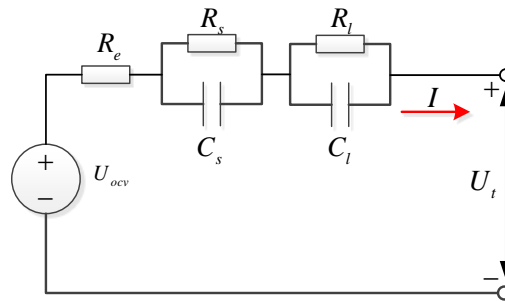 R_s
R_l
R_e
+
I
C_s
C_l
+
U_ocv
−
U_t
−